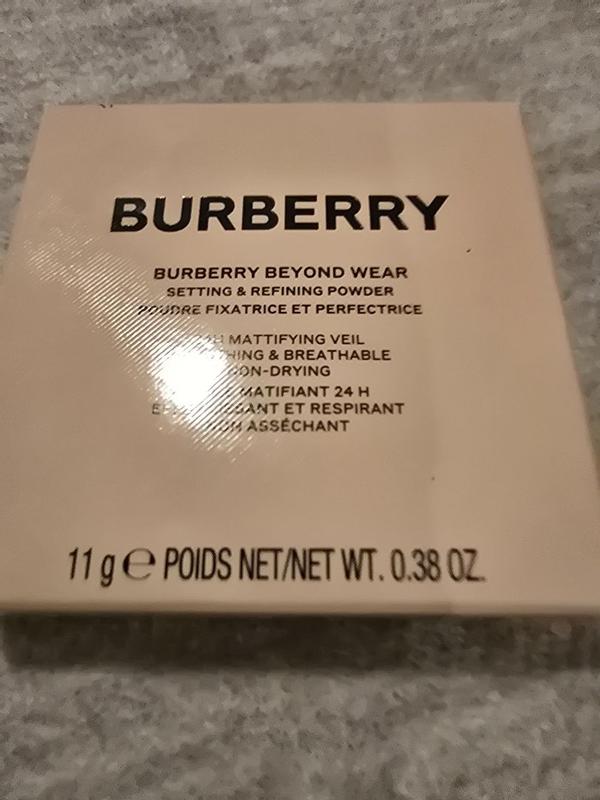 BURBERRY
BURBERRY BEYOND WEAR
SETTING & REFINING POWDER
POUDRE FIXATRICE ET PERFECTRICE
MATTIFYING VEIL
& BREATHABLE
NON-DRYING
MATIFIANT 24 H
ET RESPIRANT
NON ASSÉCHANT
11 g ℮ POIDS NET/NET WT. 0.38 OZ.